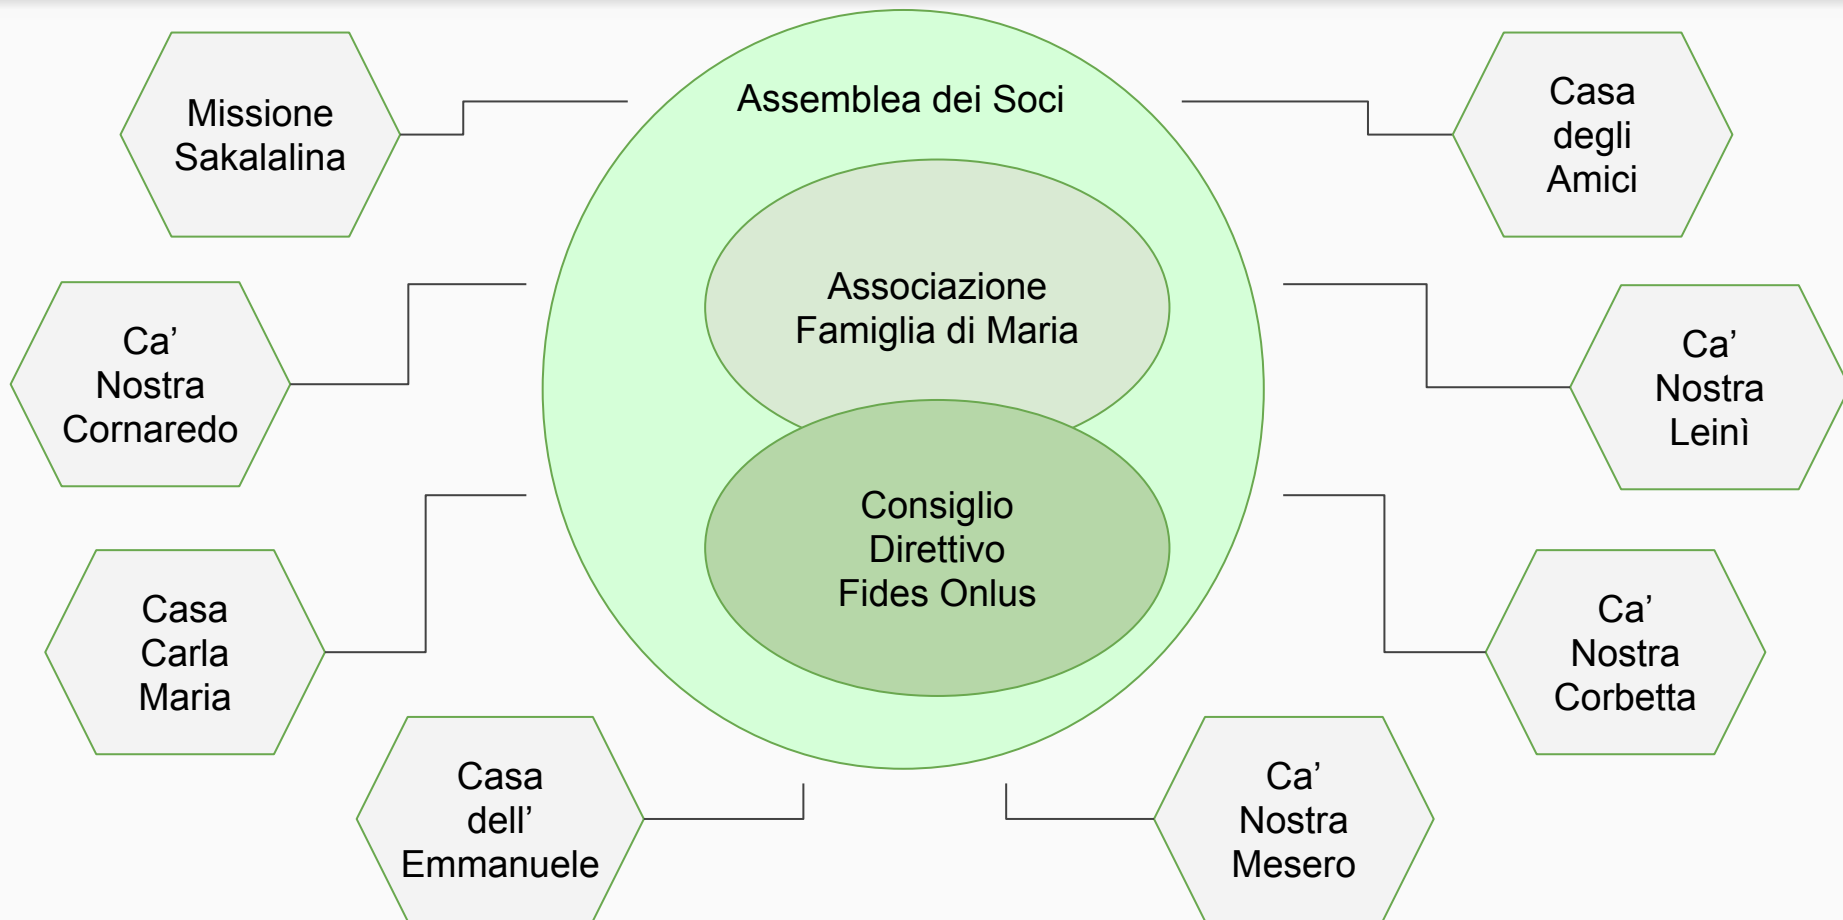 Assemblea dei Soci
Associazione
Famiglia di Maria
Consiglio
Direttivo
Fides Onlus
Missione
Sakalalina
Ca’
Nostra
Cornaredo
Casa
Carla
Maria
Casa
dell’
Emmanuele
Casa
degli
Amici
Ca’
Nostra
Leinì
Ca’
Nostra
Corbetta
Ca’
Nostra
Mesero